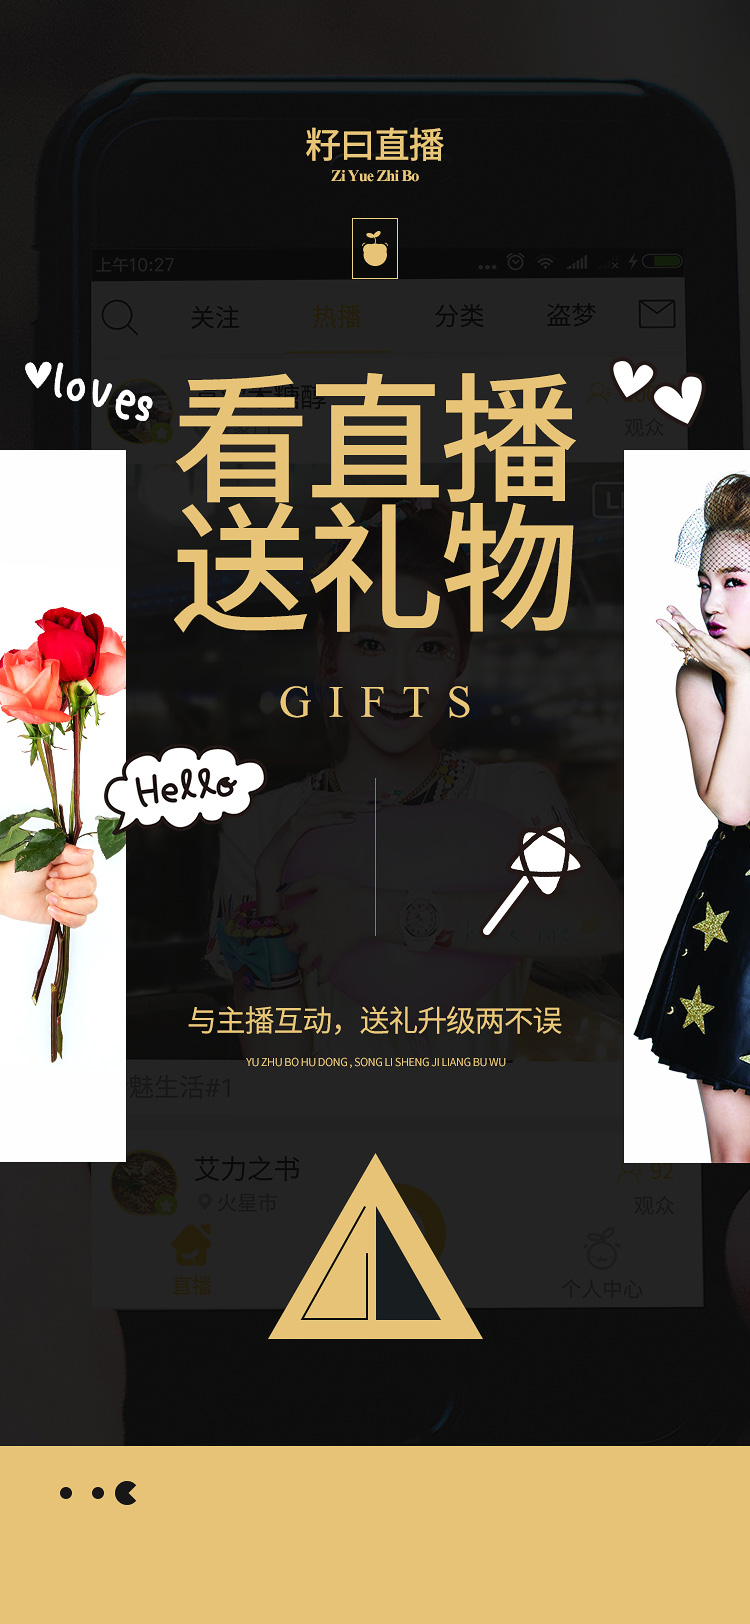 籽曰直播
Zi Yue Zhi Bo
上午10:27
关注 热播 分类 盗梦
loves
观众
看直播
送礼物
GIFTS
Hello
与主播互动，送礼升级两不误
YU ZHU BO HU DONG , SONG LI SHENG JI LIANG BU WU
魅生活#1
艾力之书
92
火星市
观众
直播
个人中心